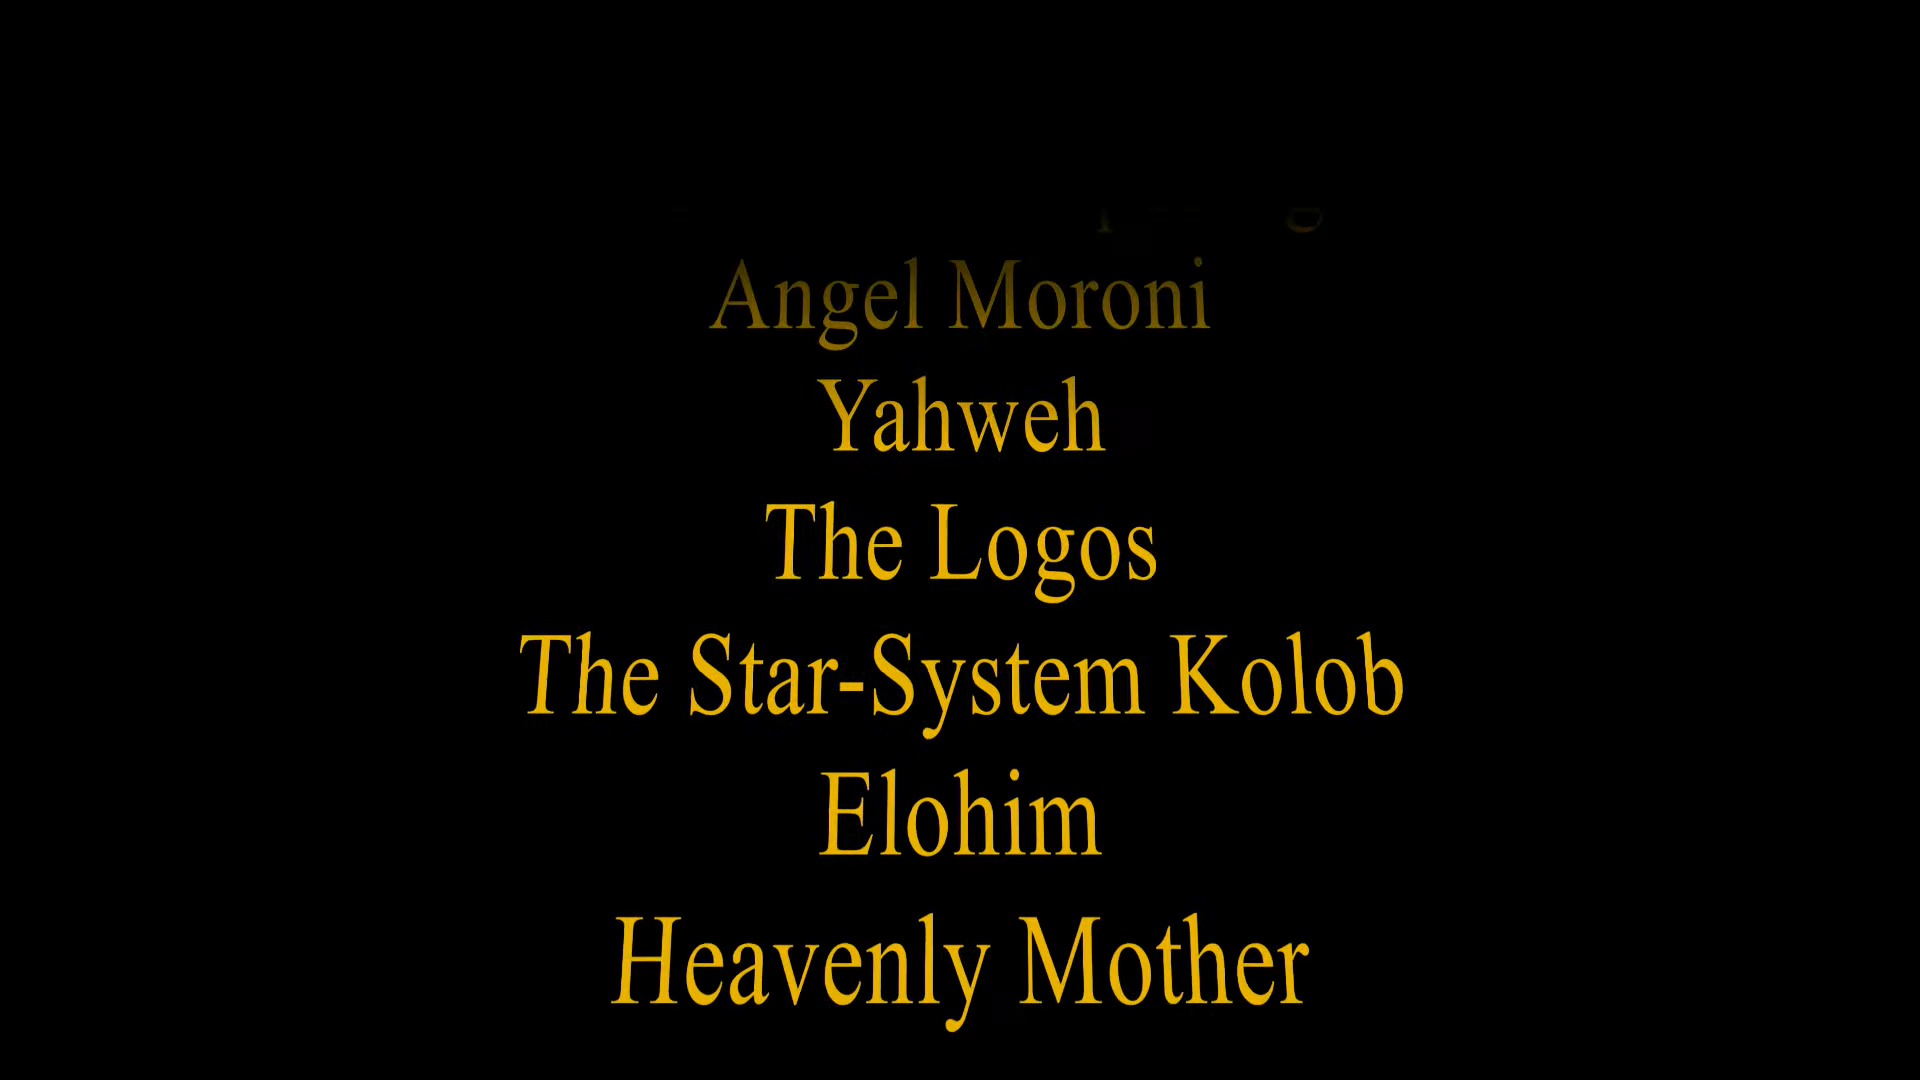 Angel Moroni
Yahweh
The Logos
The Star-System Kolob
Elohim
Heavenly Mother